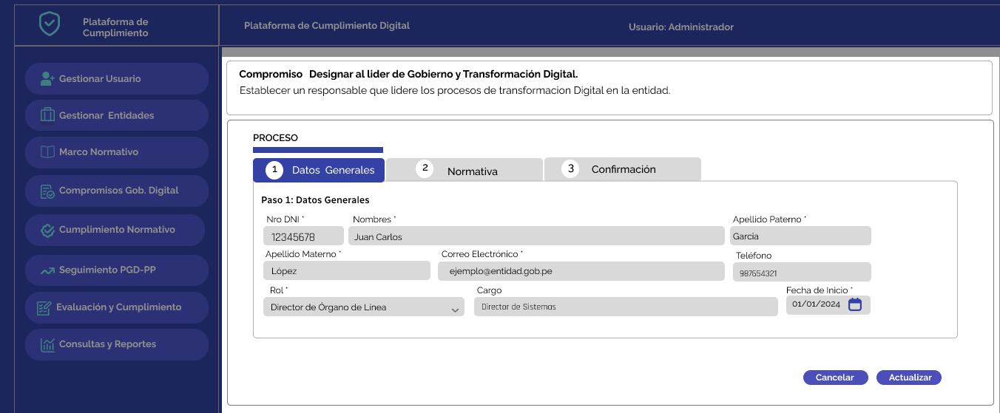 Plataforma de
Cumplimiento
Plataforma de Cumplimiento Digital
Usuario: Administrador
Gestionar Usuario
Gestionar Entidades
Marco Normativo
Compromisos Gob. Digital
Cumplimiento Normativo
Seguimiento PGD-PP
Evaluación y Cumplimiento
Consultas y Reportes
Compromiso Designar al lider de Gobierno y Transformación Digital.
Establecer un responsable que lidere los procesos de transformacion Digital en la entidad.
PROCESO
1 Datos Generales
2 Normativa
3 Confirmación
Paso 1: Datos Generales
Nro DNI * Nombres * Apellido Paterno *
12345678 Juan Carlos Garcia
Apellido Materno * Correo Electrónico * Teléfono
López ejemplo@entidad.gob.pe 987654321
Rol * Cargo Fecha de Inicio *
Director de Órgano de Línea Director de Sistemas 01/01/2024
Cancelar Actualizar